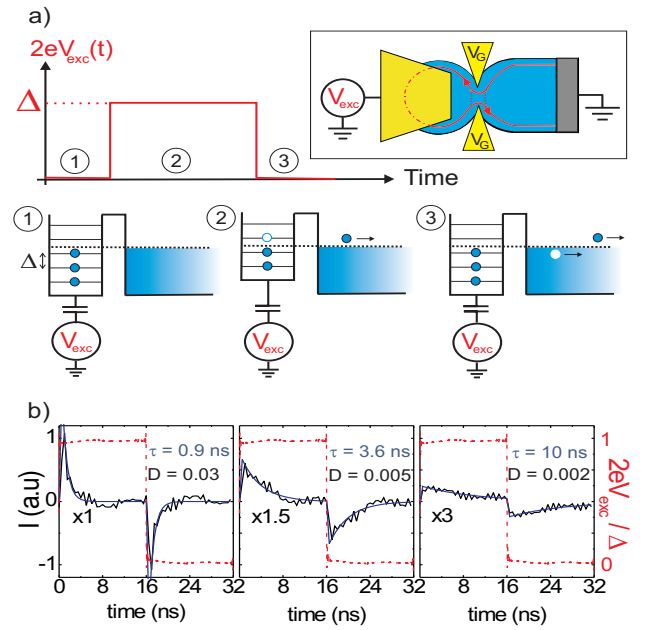 a)
2eV_exc(t)
Δ
1
2
3
Time
V_exc
V_G
V_G
1
2
3
Δ
V_exc
V_exc
V_exc
b)
I (a.u)
1
0
-1
τ = 0.9 ns
D = 0.03
x1
τ = 3.6 ns
D = 0.005
x1.5
τ = 10 ns
D = 0.002
x3
1
0
2eV_exc / Δ
0 8 16 24 32
8 16 24 32
8 16 24 32
time (ns)
time (ns)
time (ns)